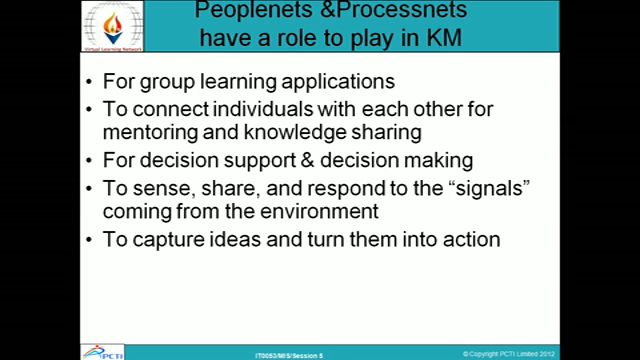 Peoplenets &Processnets
have a role to play in KM
Virtual Learning Network
• For group learning applications
• To connect individuals with each other for
mentoring and knowledge sharing
• For decision support & decision making
• To sense, share, and respond to the “signals”
coming from the environment
• To capture ideas and turn them into action
PCTI
IT0053/MIS/Session 5
© Copyright PCTI Limited 2012